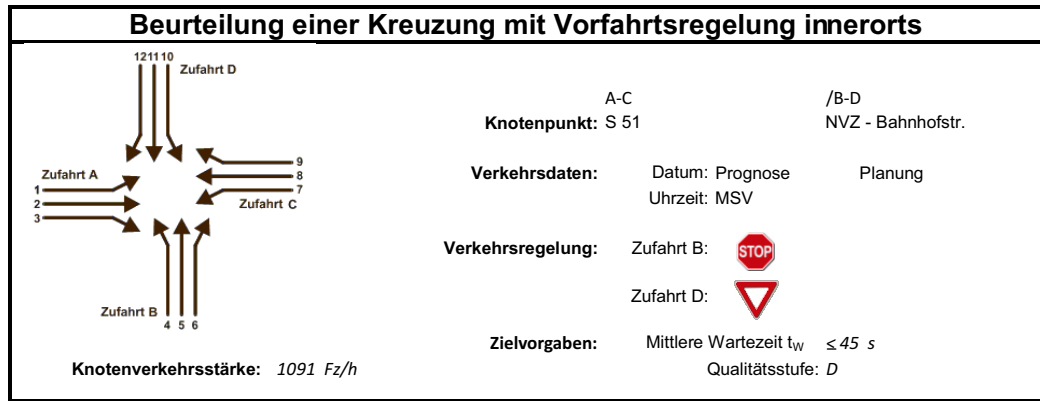 Beurteilung einer Kreuzung mit Vorfahrtsregelung innerorts
12 11 10
Zufahrt D
Zufahrt A
1
2
3
9
8
7
Zufahrt C
Zufahrt B
4 5 6
Knotenverkehrsstärke: 1091 Fz/h
A-C /B-D
Knotenpunkt: S 51 NVZ - Bahnhofstr.
Verkehrsdaten: Datum: Prognose Planung
Uhrzeit: MSV
Verkehrsregelung: Zufahrt B: STOP
Zufahrt D:
Zielvorgaben: Mittlere Wartezeit tW ≤ 45 s
Qualitätsstufe: D